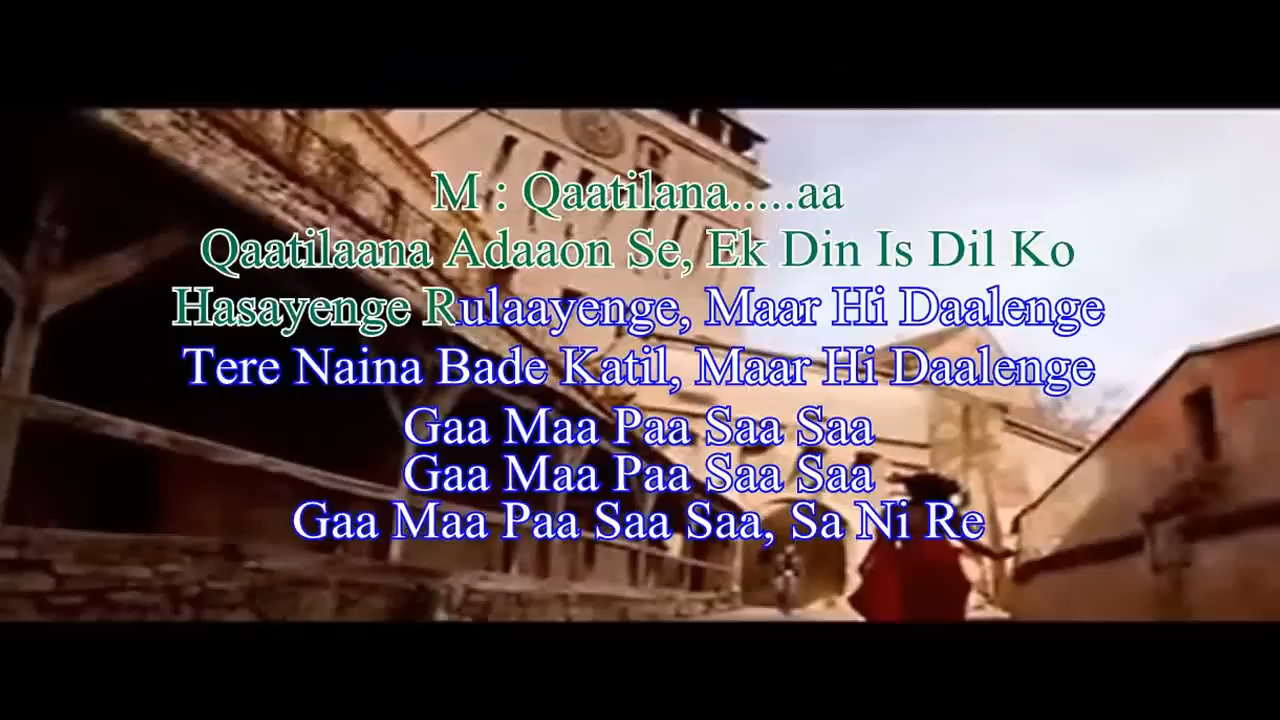 M : Qaatilana.....aa
Qaatilaana Adaaon Se, Ek Din Is Dil Ko
Hasayenge Rulaayenge, Maar Hi Daalenge
Tere Naina Bade Katil, Maar Hi Daalenge
Gaa Maa Paa Saa Saa
Gaa Maa Paa Saa Saa
Gaa Maa Paa Saa Saa, Sa Ni Re